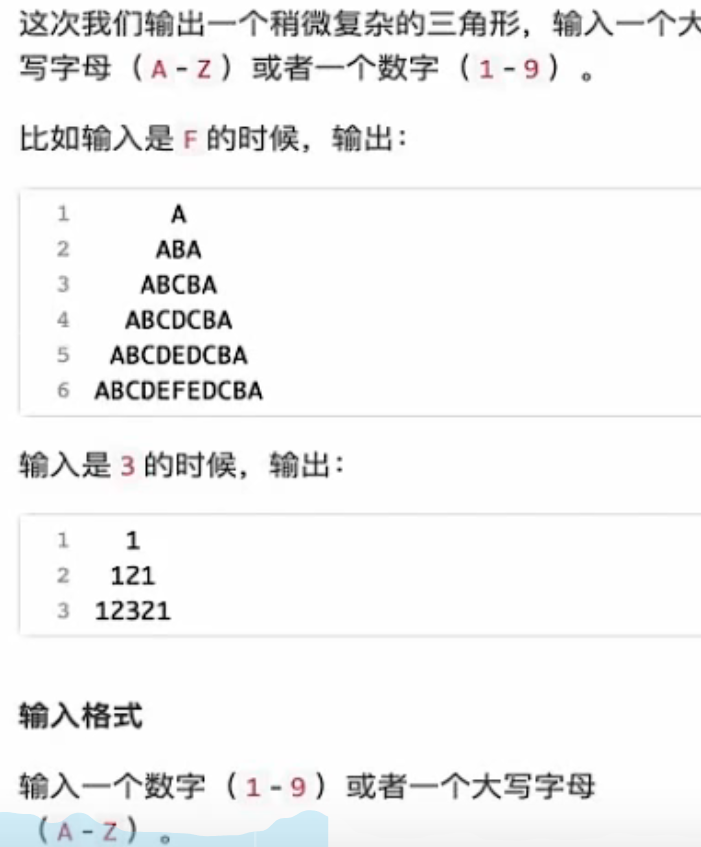 这次我们输出一个稍微复杂的三角形，输入一个大
写字母（A-Z）或者一个数字（1-9）。
比如输入是 F 的时候，输出：
1 A
2 ABA
3 ABCBA
4 ABCDCBA
5 ABCDEDCBA
6 ABCDEFEDCBA
输入是 3 的时候，输出：
1 1
2 121
3 12321
输入格式
输入一个数字（1-9）或者一个大写字母
（A-Z）。